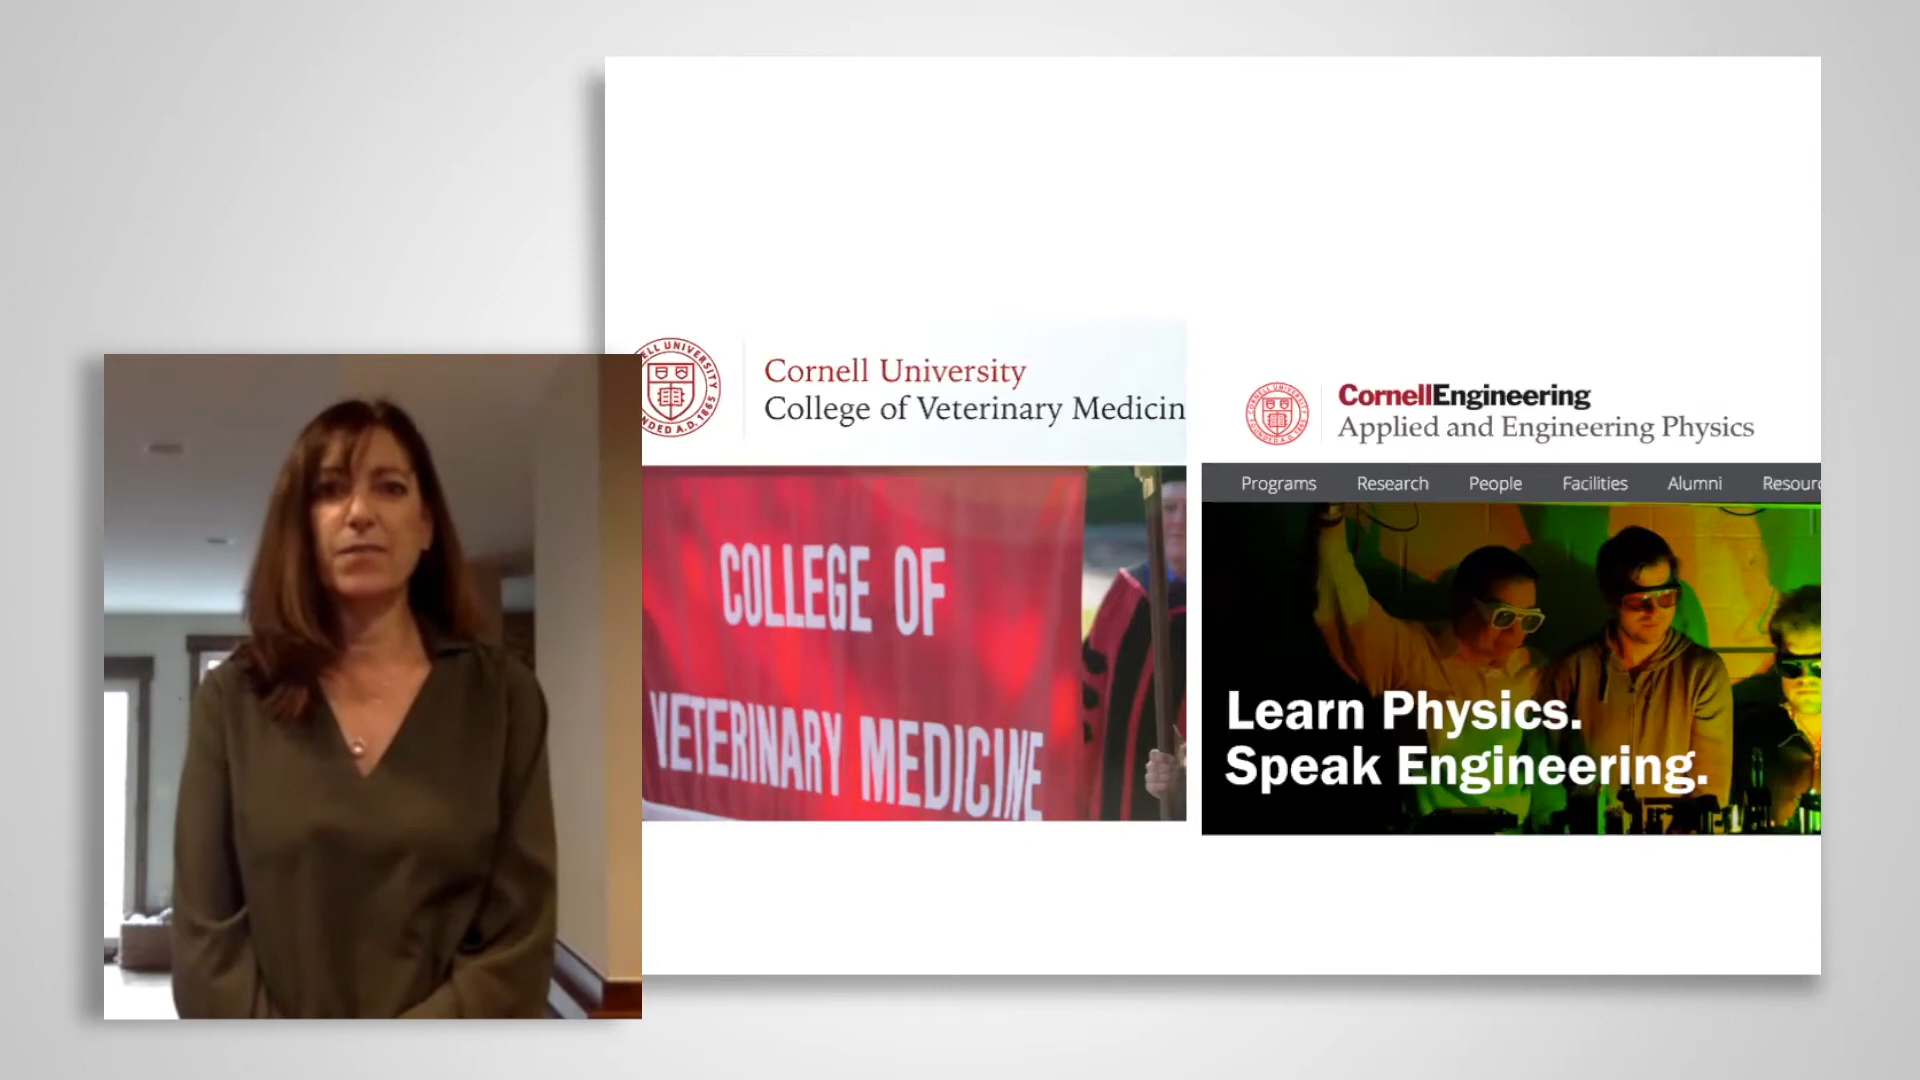 Cornell University
College of Veterinary Medicin
COLLEGE OF
VETERINARY MEDICINE
CornellEngineering
Applied and Engineering Physics
Programs Research People Facilities Alumni Resourc
Learn Physics.
Speak Engineering.